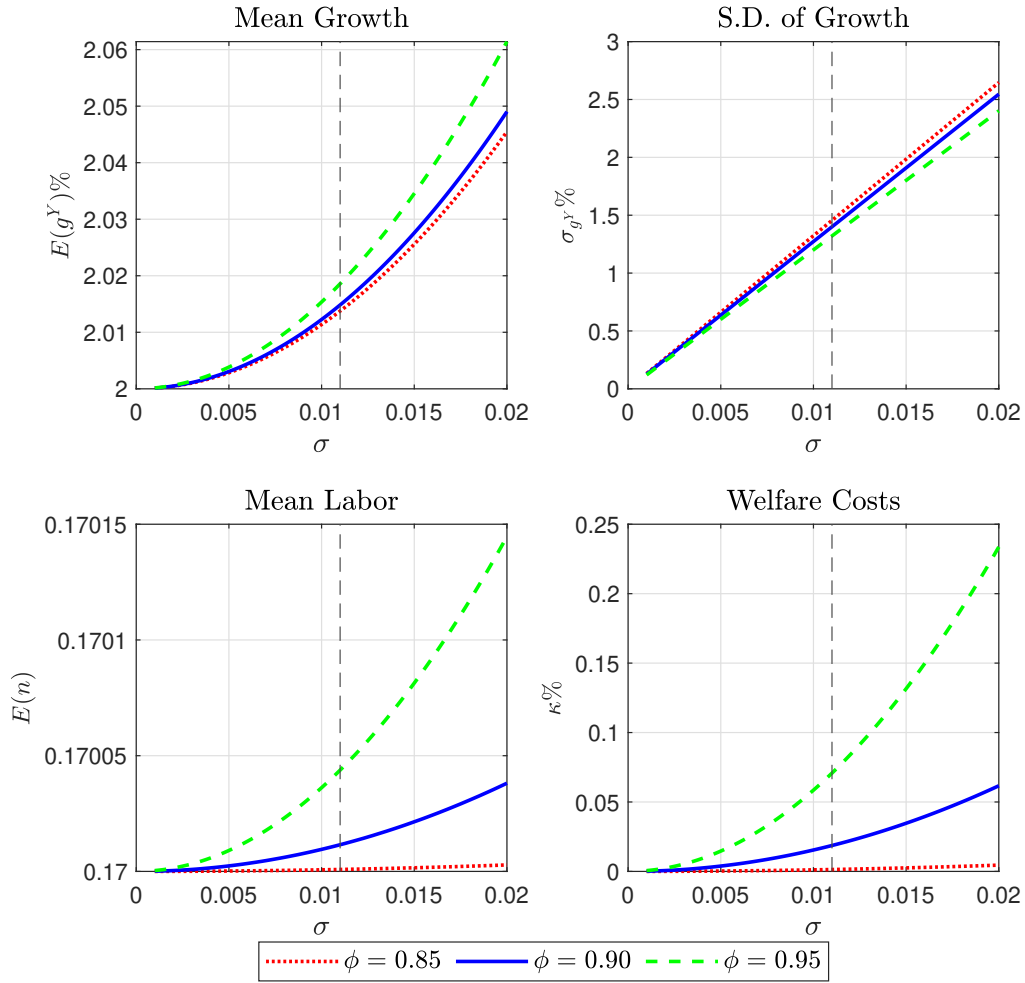 Mean Growth
E(g^Y)%
2.06
2.05
2.04
2.03
2.02
2.01
2
0 0.005 0.01 0.015 0.02
σ
S.D. of Growth
σ_{g^Y}%
3
2.5
2
1.5
1
0.5
0
0 0.005 0.01 0.015 0.02
σ
Mean Labor
E(n)
0.17015
0.1701
0.17005
0.17
0 0.005 0.01 0.015 0.02
σ
Welfare Costs
κ%
0.25
0.2
0.15
0.1
0.05
0
0 0.005 0.01 0.015 0.02
σ
ϕ = 0.85 ϕ = 0.90 ϕ = 0.95